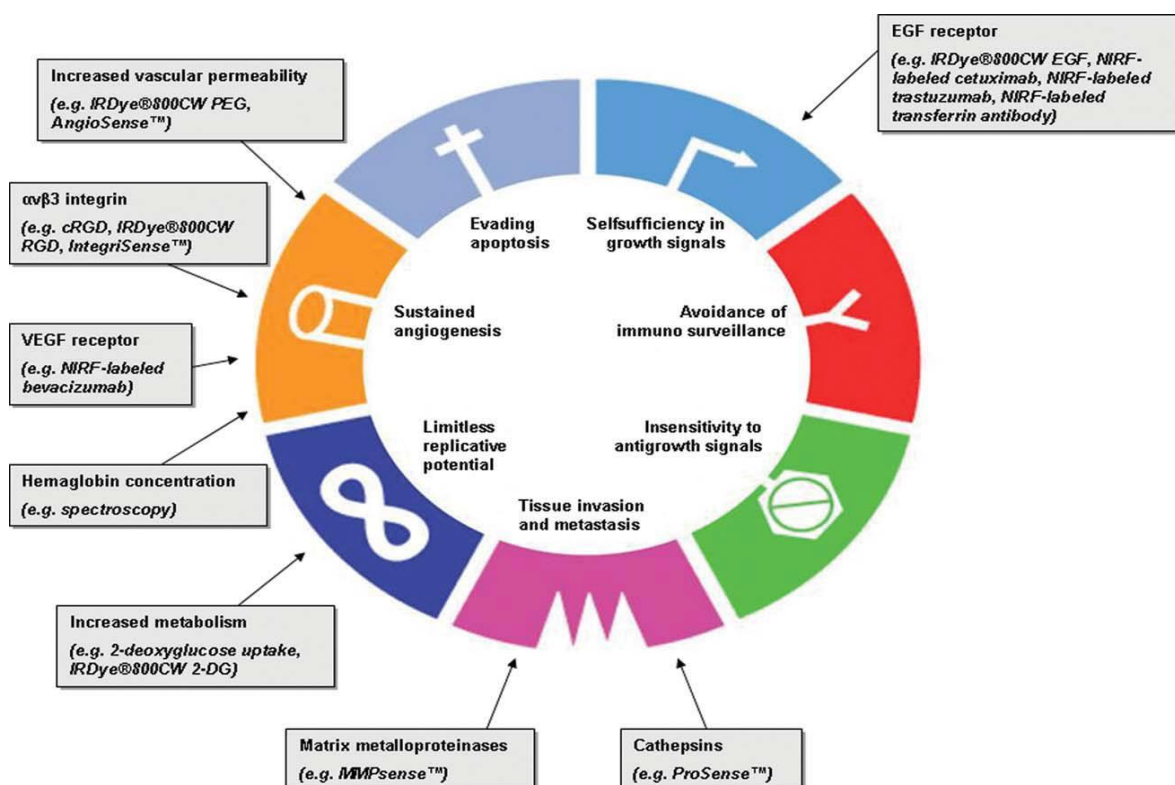 EGF receptor
(e.g. IRDye®800CW EGF, NIRF-
labeled cetuximab, NIRF-labeled
trastuzumab, NIRF-labeled
transferrin antibody)
Increased vascular permeability
(e.g. IRDye®800CW PEG,
AngioSense™)
αvβ3 integrin
(e.g. cRGD, IRDye®800CW
RGD, IntegriSense™)
VEGF receptor
(e.g. NIRF-labeled
bevacizumab)
Hemaglobin concentration
(e.g. spectroscopy)
Increased metabolism
(e.g. 2-deoxyglucose uptake,
IRDye®800CW 2-DG)
Matrix metalloproteinases
(e.g. MMPsense™)
Cathepsins
(e.g. ProSense™)
Evading
apoptosis
Selfsufficiency in
growth signals
Sustained
angiogenesis
Avoidance of
immuno surveillance
Limitless
replicative
potential
Insensitivity to
antigrowth signals
Tissue invasion
and metastasis